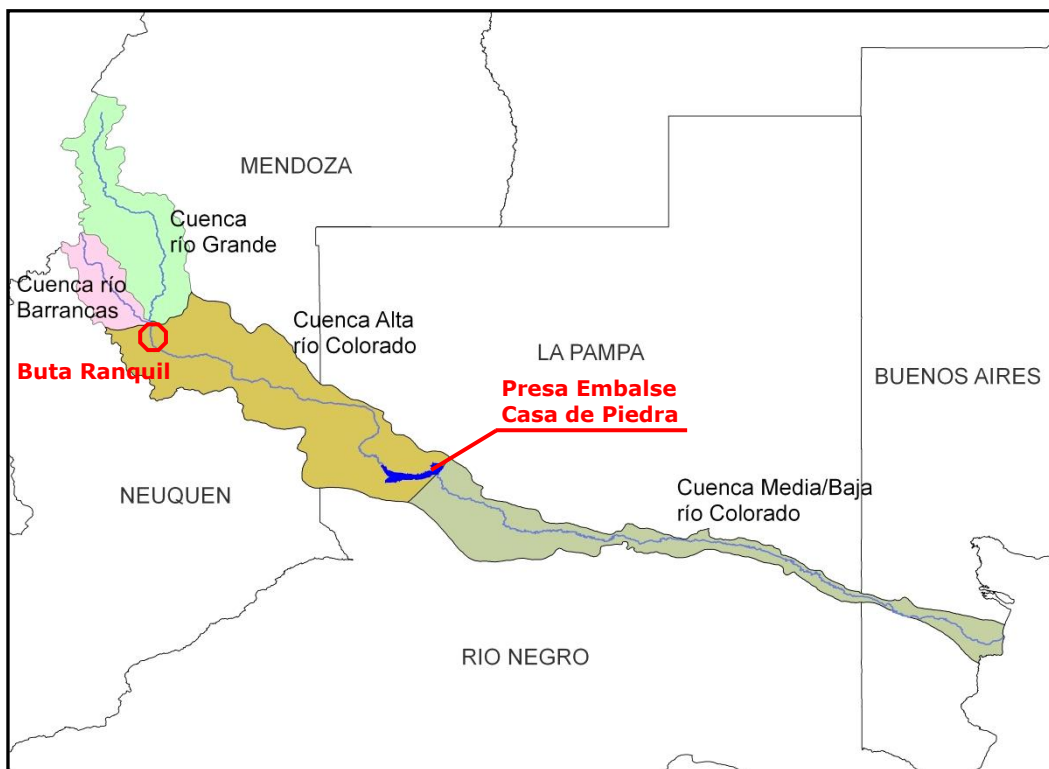 MENDOZA
Cuenca
río Grande
Cuenca río
Barrancas
Cuenca Alta
río Colorado
Buta Ranquil
LA PAMPA
BUENOS AIRES
Presa Embalse
Casa de Piedra
NEUQUEN
Cuenca Media/Baja
río Colorado
RIO NEGRO